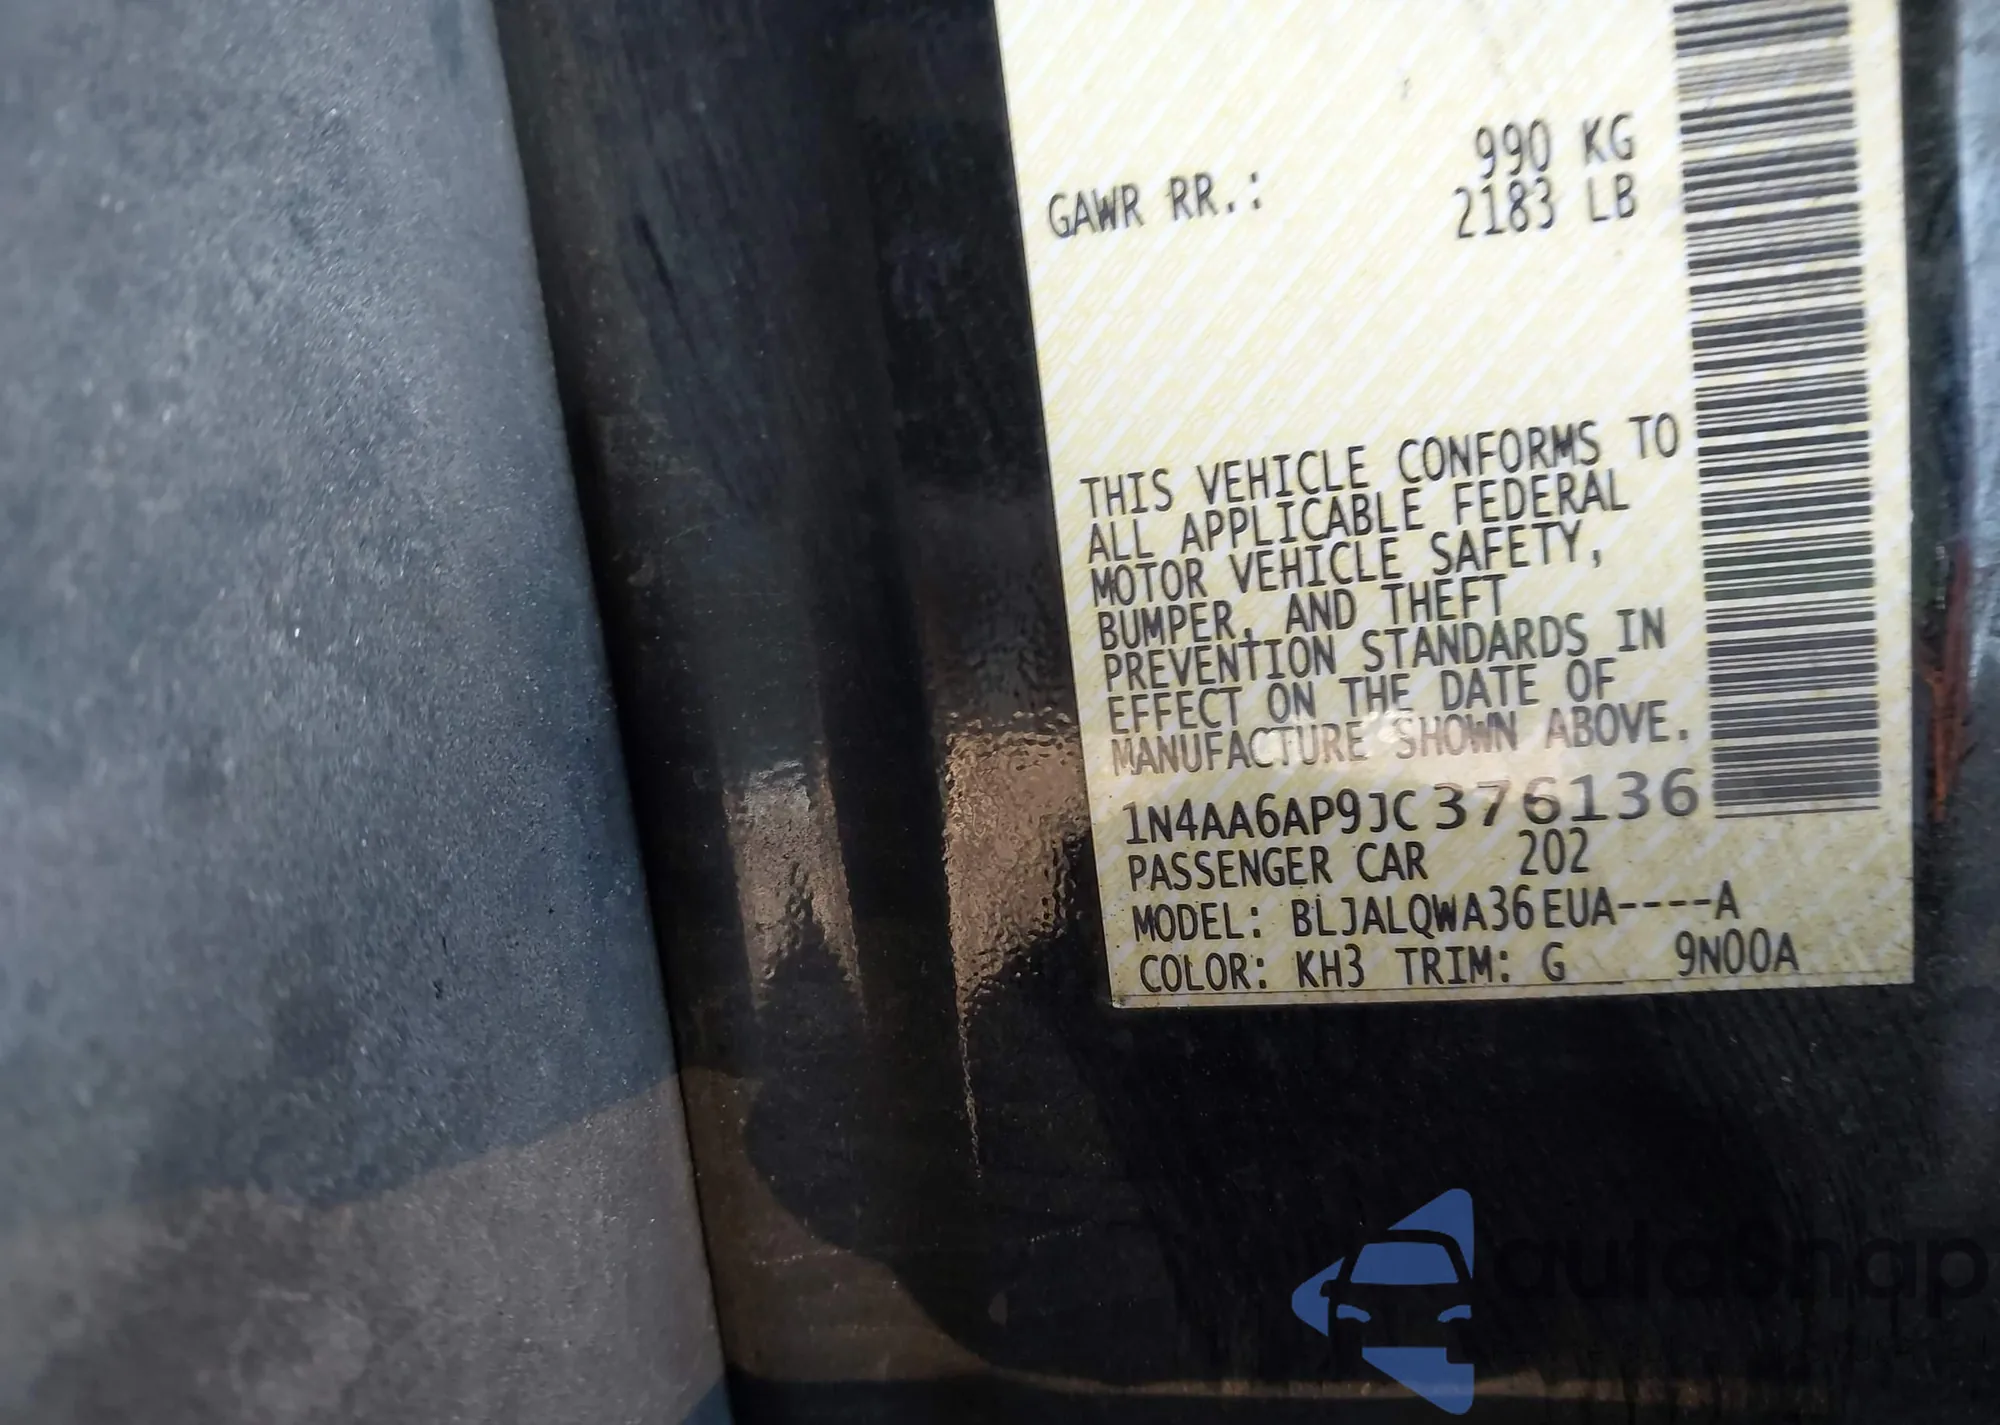 990 KG
GAWR RR.: 2183 LB
THIS VEHICLE CONFORMS TO
ALL APPLICABLE FEDERAL
MOTOR VEHICLE SAFETY,
BUMPER, AND THEFT
PREVENTION STANDARDS IN
EFFECT ON THE DATE OF
MANUFACTURE SHOWN ABOVE.
1N4AA6AP9JC376136
PASSENGER CAR 202
MODEL: BLJALQWA36EUA----A
COLOR: KH3 TRIM: G 9N00A
autosnap